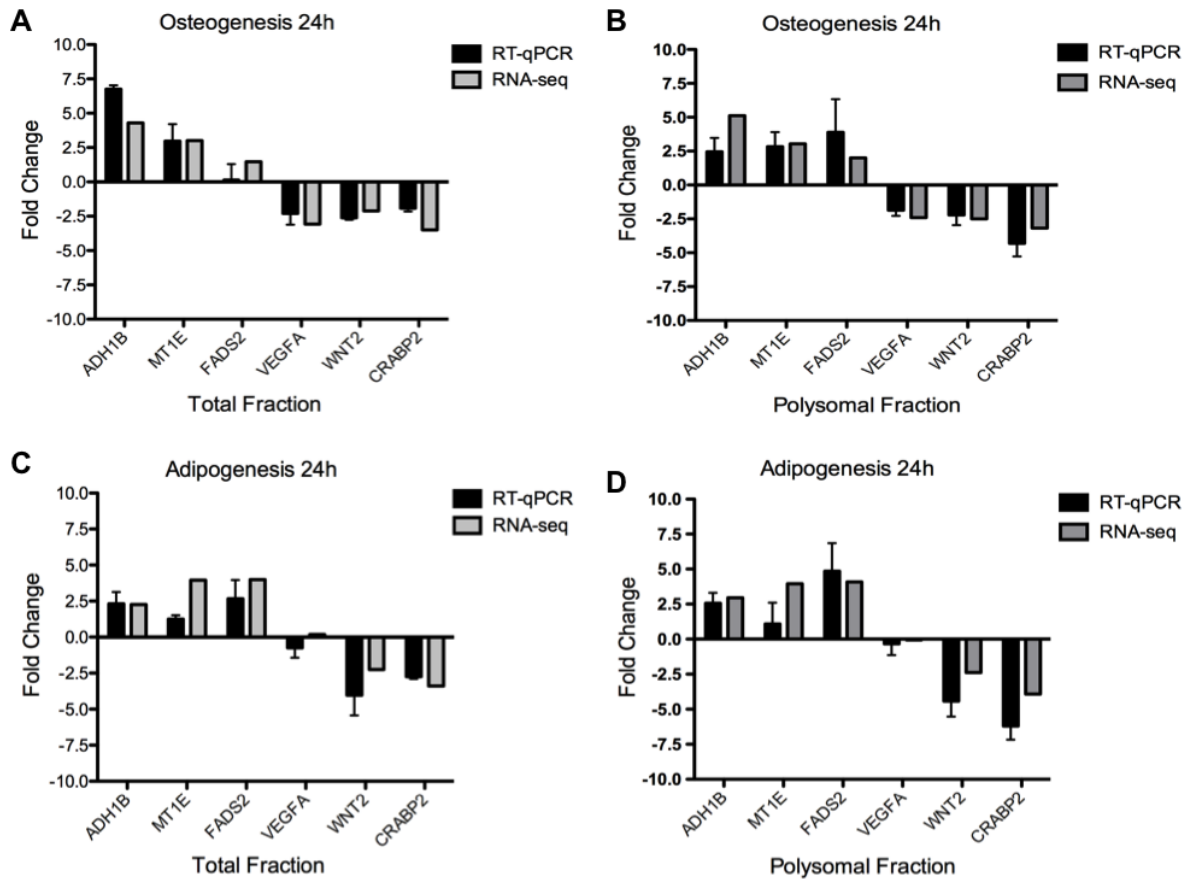 A
Osteogenesis 24h
10.0
7.5
5.0
2.5
0.0
-2.5
-5.0
-7.5
-10.0
Fold Change
RT-qPCR
RNA-seq
ADH1B
MT1E
FADS2
VEGFA
WNT2
CRABP2
Total Fraction
B
Osteogenesis 24h
10.0
7.5
5.0
2.5
0.0
-2.5
-5.0
-7.5
-10.0
Fold Change
RT-qPCR
RNA-seq
ADH1B
MT1E
FADS2
VEGFA
WNT2
CRABP2
Polysomal Fraction
C
Adipogenesis 24h
10.0
7.5
5.0
2.5
0.0
-2.5
-5.0
-7.5
-10.0
Fold Change
RT-qPCR
RNA-seq
ADH1B
MT1E
FADS2
VEGFA
WNT2
CRABP2
Total Fraction
D
Adipogenesis 24h
10.0
7.5
5.0
2.5
0.0
-2.5
-5.0
-7.5
-10.0
Fold Change
RT-qPCR
RNA-seq
ADH1B
MT1E
FADS2
VEGFA
WNT2
CRABP2
Polysomal Fraction